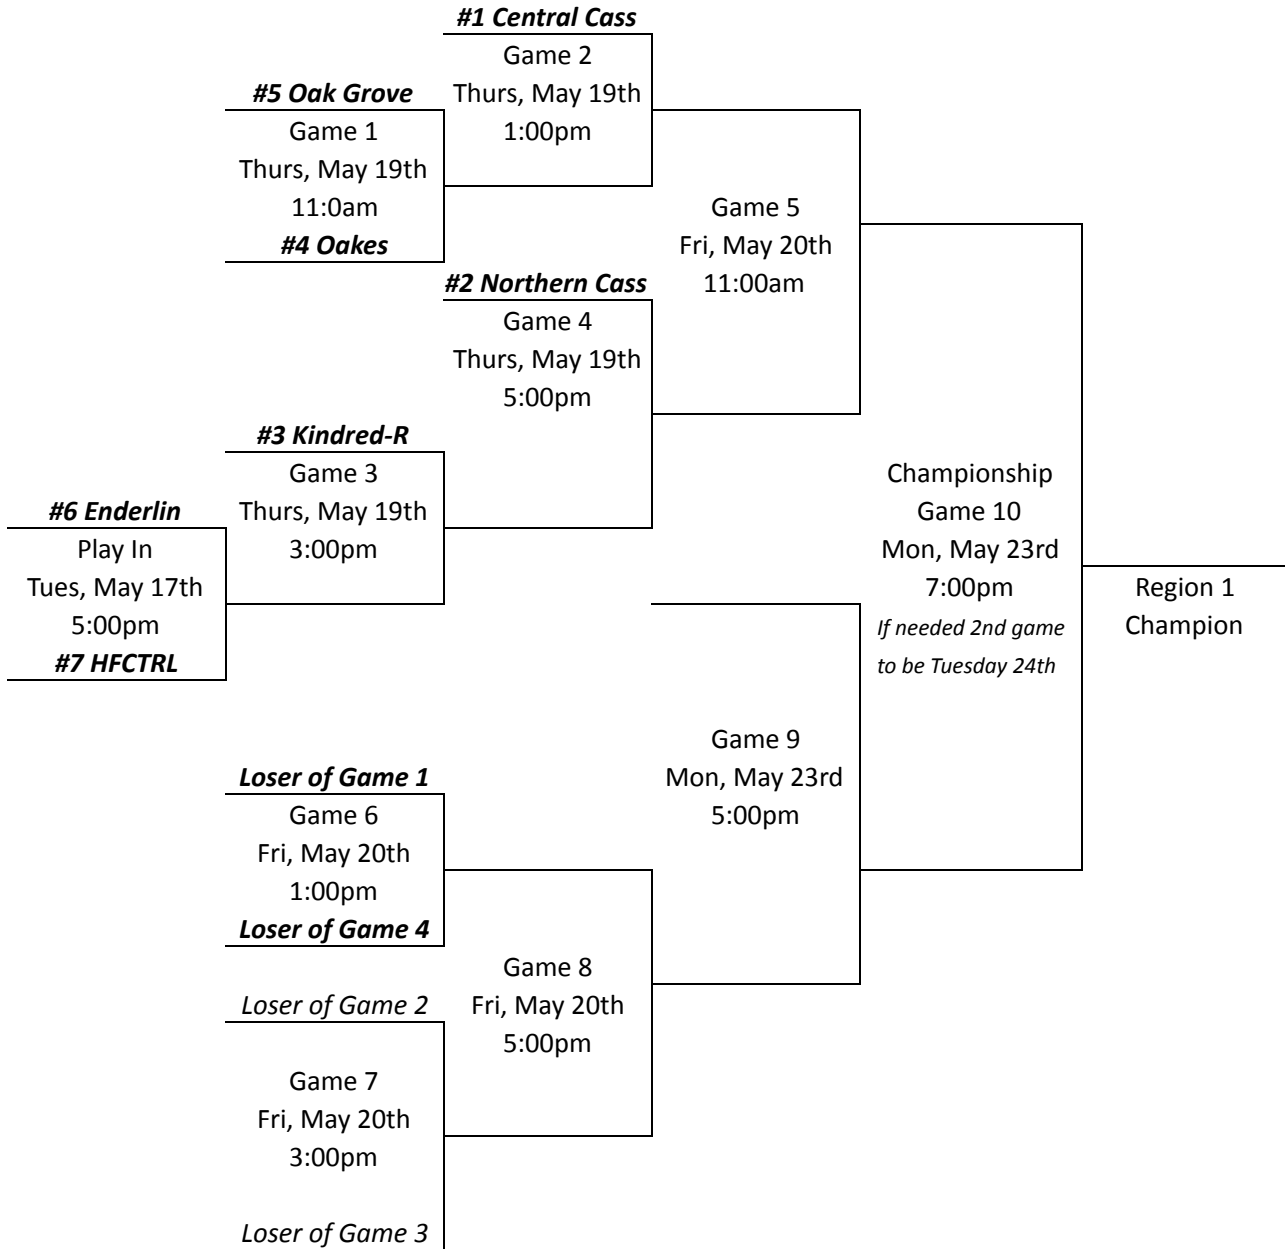 #1 Central Cass
Game 2
Thurs, May 19th
1:00pm
#5 Oak Grove
Game 1
Thurs, May 19th
11:0am
#4 Oakes
Game 5
Fri, May 20th
11:00am
#2 Northern Cass
Game 4
Thurs, May 19th
5:00pm
#3 Kindred-R
Game 3
Thurs, May 19th
3:00pm
#6 Enderlin
Play In
Tues, May 17th
5:00pm
#7 HFCTRL
Championship
Game 10
Mon, May 23rd
7:00pm
If needed 2nd game
to be Tuesday 24th
Region 1
Champion
Game 9
Mon, May 23rd
5:00pm
Loser of Game 1
Game 6
Fri, May 20th
1:00pm
Loser of Game 4
Game 8
Fri, May 20th
5:00pm
Loser of Game 2
Game 7
Fri, May 20th
3:00pm
Loser of Game 3